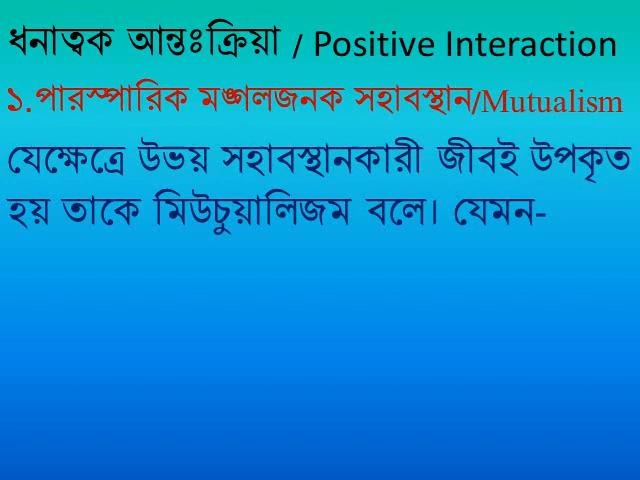 ধনাত্বক আন্তঃক্রিয়া / Positive Interaction
১.পারস্পারিক মঙ্গলজনক সহাবস্থান/Mutualism
যেক্ষেত্রে উভয় সহাবস্থানকারী জীবই উপকৃত
হয় তাকে মিউচুয়ালিজম বলে। যেমন-